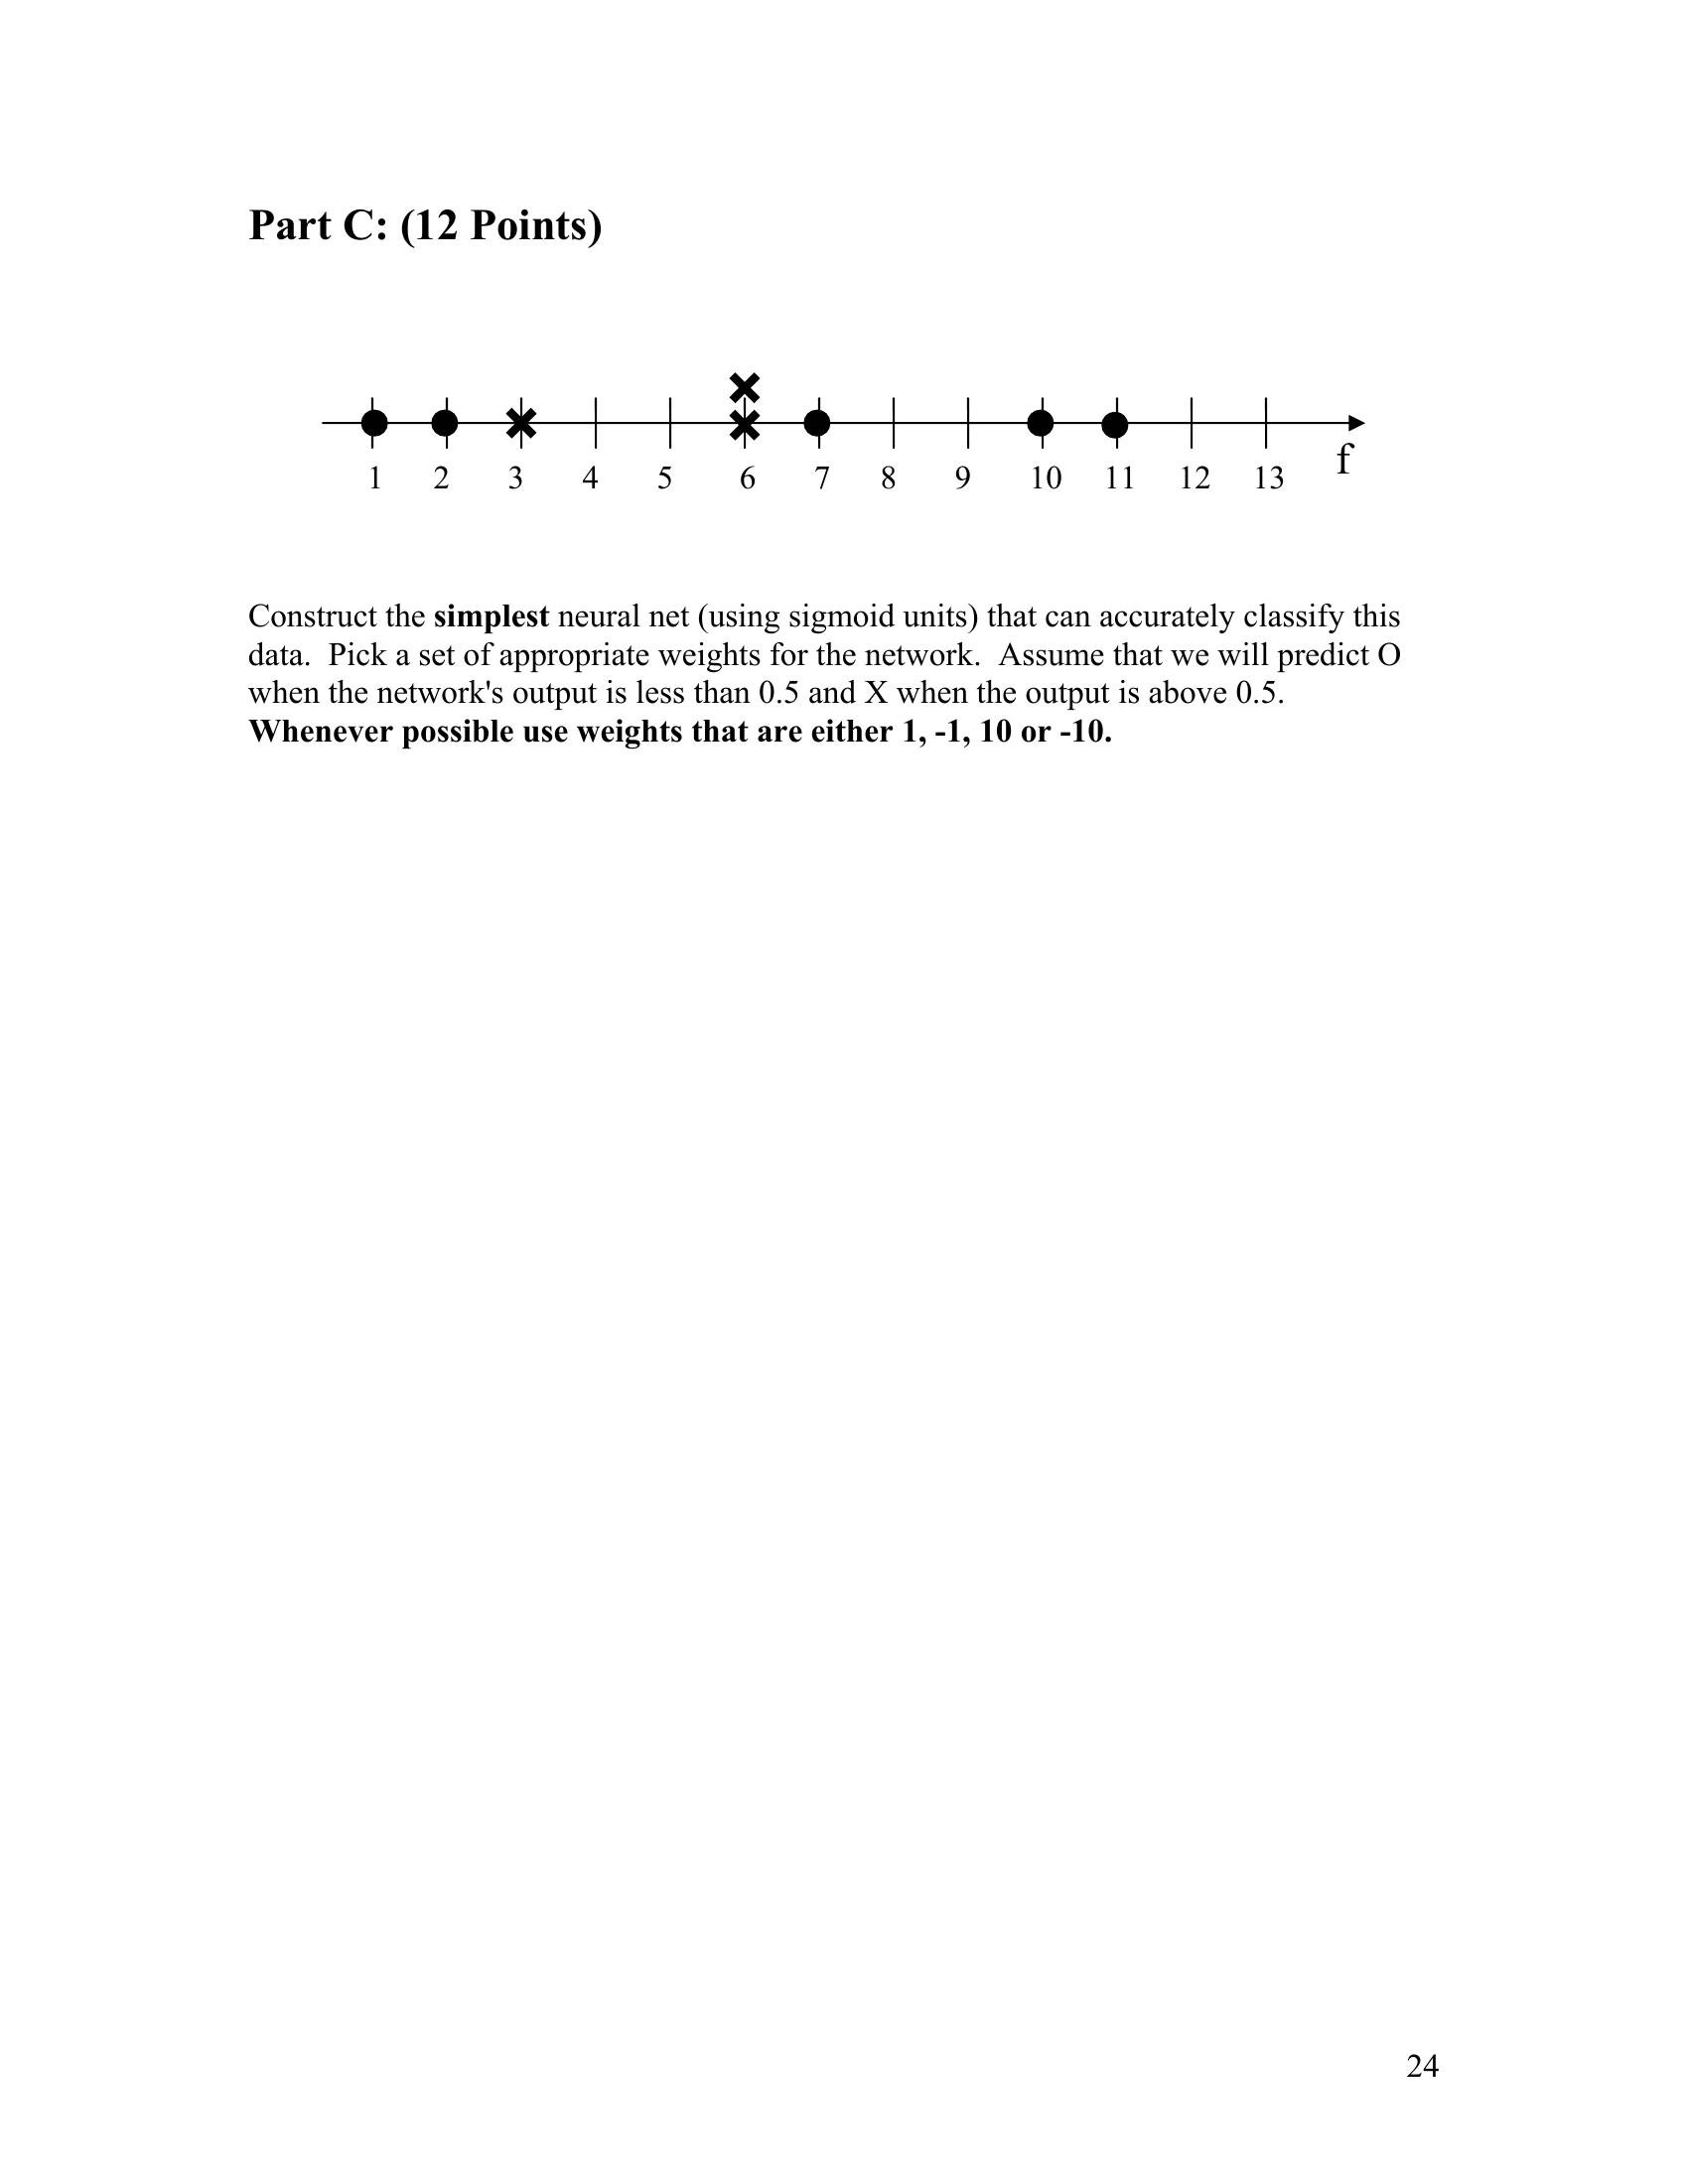 Part C: (12 Points)
1 2 3 4 5 6 7 8 9 10 11 12 13 f
Construct the simplest neural net (using sigmoid units) that can accurately classify this
data.  Pick a set of appropriate weights for the network.  Assume that we will predict O
when the network's output is less than 0.5 and X when the output is above 0.5.
Whenever possible use weights that are either 1, -1, 10 or -10.
24